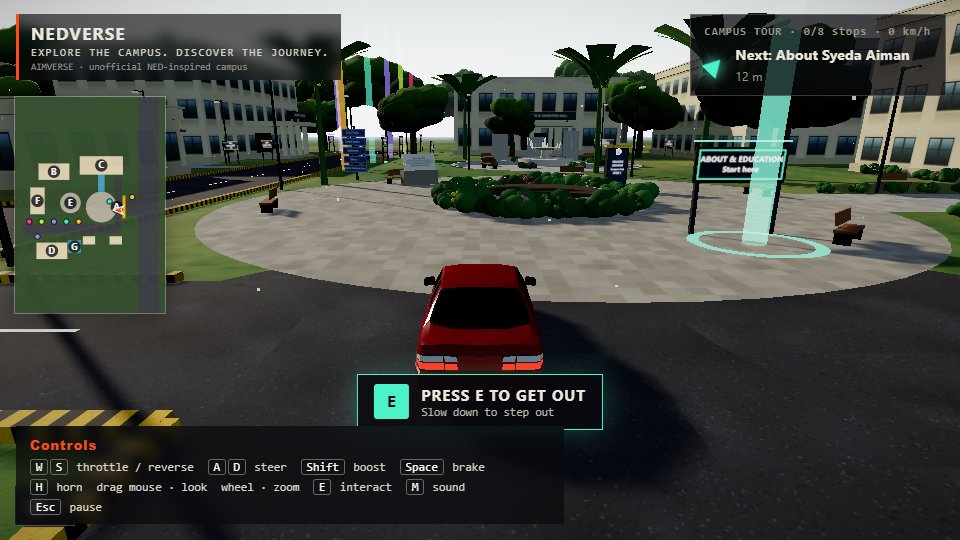 NEDVERSE
EXPLORE THE CAMPUS. DISCOVER THE JOURNEY.
AIMVERSE · unofficial NED-inspired campus
CAMPUS TOUR · 0/8 stops · 0 km/h
Next: About Syeda Aiman
12 m
B
C
F
E
A
D
G
ABOUT & EDUCATION
Start here
E
PRESS E TO GET OUT
Slow down to step out
Controls
W S throttle / reverse A D steer Shift boost Space brake
H horn drag mouse · look wheel · zoom E interact M sound
Esc pause